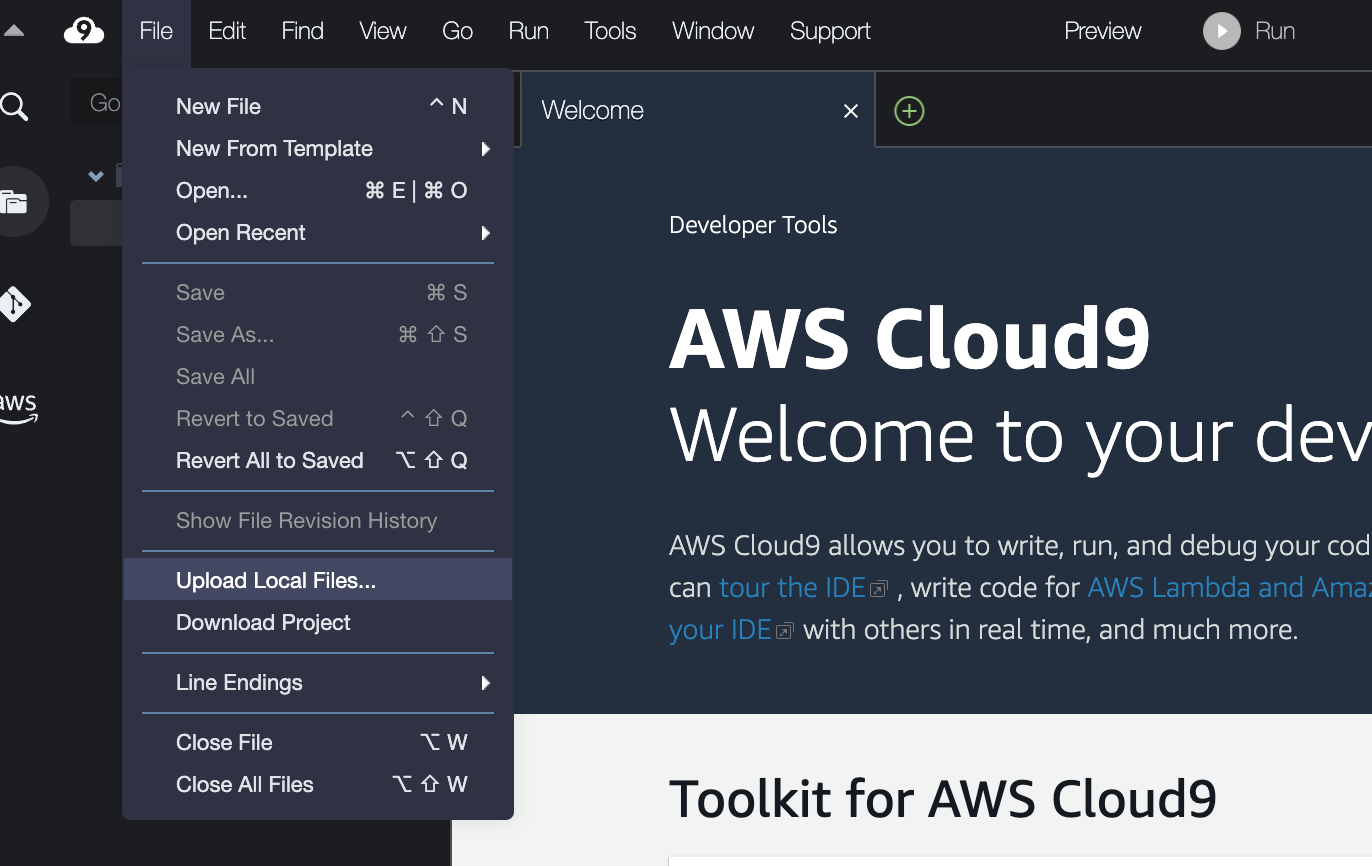 9 File Edit Find View Go Run Tools Window Support Preview Run
Go
Welcome
New File ^ N
New From Template
Open... ⌘ E | ⌘ O
Open Recent
Save ⌘ S
Save As... ⌘ ⇧ S
Save All
Revert to Saved ^ ⇧ Q
Revert All to Saved ⌥ ⇧ Q
Show File Revision History
Upload Local Files...
Download Project
Line Endings
Close File ⌥ W
Close All Files ⌥ ⇧ W
aws
Developer Tools
AWS Cloud9
Welcome to your dev
AWS Cloud9 allows you to write, run, and debug your cod
can tour the IDE , write code for AWS Lambda and Amaz
your IDE with others in real time, and much more.
Toolkit for AWS Cloud9